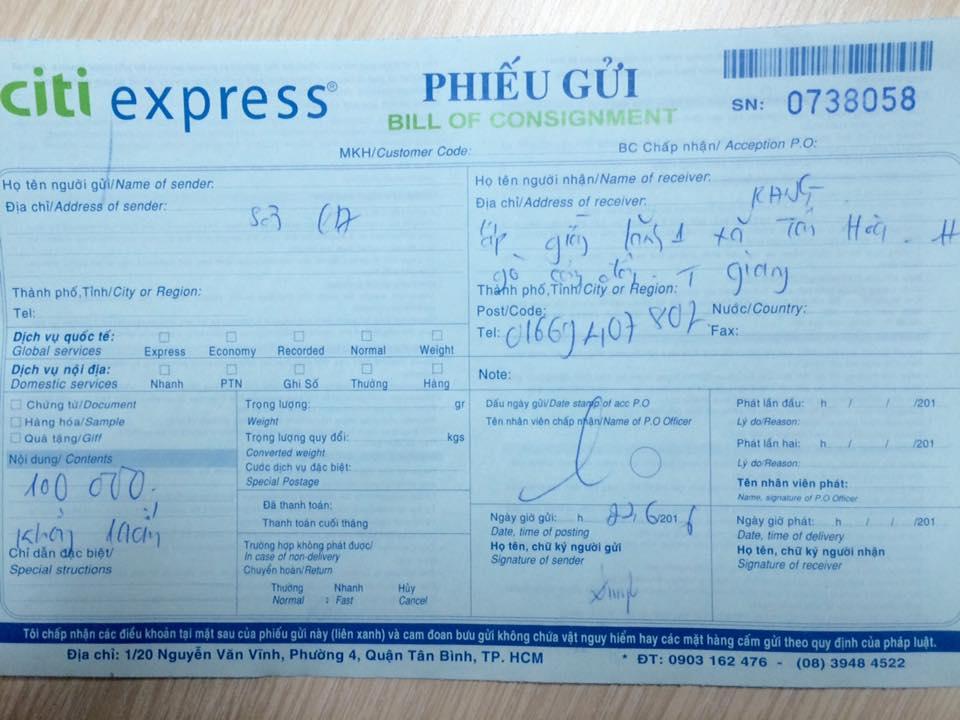 citi express®
PHIẾU GỬI
BILL OF CONSIGNMENT
SN: 0738058
MKH/Customer Code:
BC Chấp nhận/ Acception P.O:
Họ tên người gửi/Name of sender:
Địa chỉ/Address of sender:
Thành phố,Tỉnh/City or Region:
Tel:
Họ tên người nhận/Name of receiver:
KANG
Địa chỉ/Address of receiver:
1 xã Tân Hòa. H
T giang
Thành phố,Tỉnh/City or Region:
Post/Code:
Nước/Country:
Tel: 01669407 802
Fax:
Note:
Dịch vụ quốc tế:
Global services
Express Economy Recorded Normal Weight
Dịch vụ nội địa:
Domestic services
Nhanh PTN Ghi Số Thường Hàng
Chứng từ/Document
Hàng hóa/Sample
Quà tặng/Giff
Nội dung/ Contents
100 000.
Chỉ dẫn đặc biệt/
Special structions
Trọng lượng: gr
Weight
Trọng lượng quy đổi: kgs
Converted weight
Cước dịch vụ đặc biệt:
Special Postage
Đã thanh toán:
Thanh toán cuối tháng
Trường hợp không phát được/
In case of non-delivery
Chuyển hoàn/Return
Thường Nhanh Hủy
Normal : Fast Cancel
Dấu ngày gửi/Date stamp of acc P.O
Tên nhân viên chấp nhận/Name of P.O Officer
Ngày giờ gửi: h 22/6/2016
Date, time of posting
Họ tên, chữ ký người gửi
Signature of sender
Phát lần đầu: h / / /201
Lý do/Reason:
Phát lần hai: h / / /201
Lý do/Reason:
Tên nhân viên phát:
Name, signature of P.O Officer
Ngày giờ phát: h / / /201
Date, time of delivery
Họ tên, chữ ký người nhận
Signature of receiver
Tôi chấp nhận các điều khoản tại mặt sau của phiếu gửi này (liên xanh) và cam đoan bưu gửi không chứa vật nguy hiểm hay các mặt hàng cấm gửi theo quy định của pháp luật.
Địa chỉ: 1/20 Nguyễn Văn Vĩnh, Phường 4, Quận Tân Bình, TP. HCM
* ĐT: 0903 162 476 - (08) 3948 4522